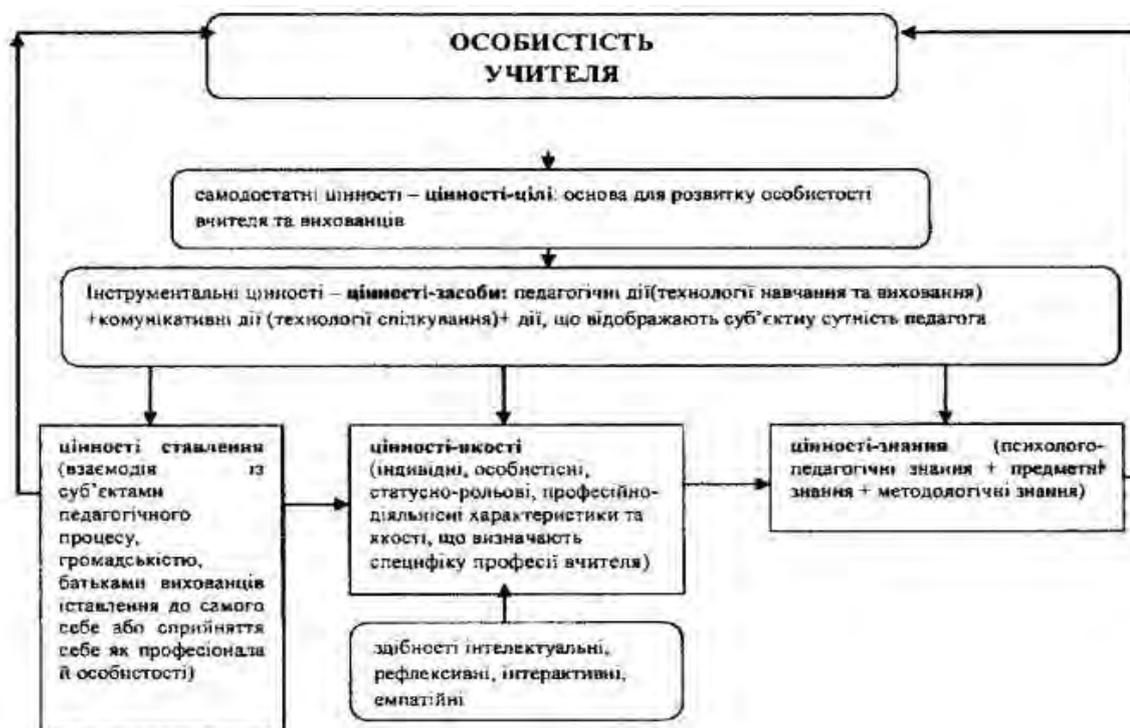 ОСОБИСТІСТЬ
УЧИТЕЛЯ
самодостатні цінності – цінності-цілі: основа для розвитку особистості
вчителя та вихованців
Інструментальні цінності – цінності-засоби: педагогічні дії(технології навчання та виховання)
+комунікативні дії (технології спілкування)+ дії, що відображають суб’єктну сутність педагога
цінності ставлення
(взаємодія із
суб’єктами
педагогічного
процесу,
громадськістю,
батьками вихованців
іставлення до самого
себе або сприйняття
себе як професіонала
й особистості)
цінності-якості
(індивідні, особистісні,
статусно-рольові, професійно-
діяльнісні характеристики та
якості, що визначають
специфіку професії вчителя)
цінності-знання (психолого-
педагогічні знання + предметні
знання + методологічні знання)
здібності інтелектуальні,
рефлексивні, інтерактивні,
емпатійні